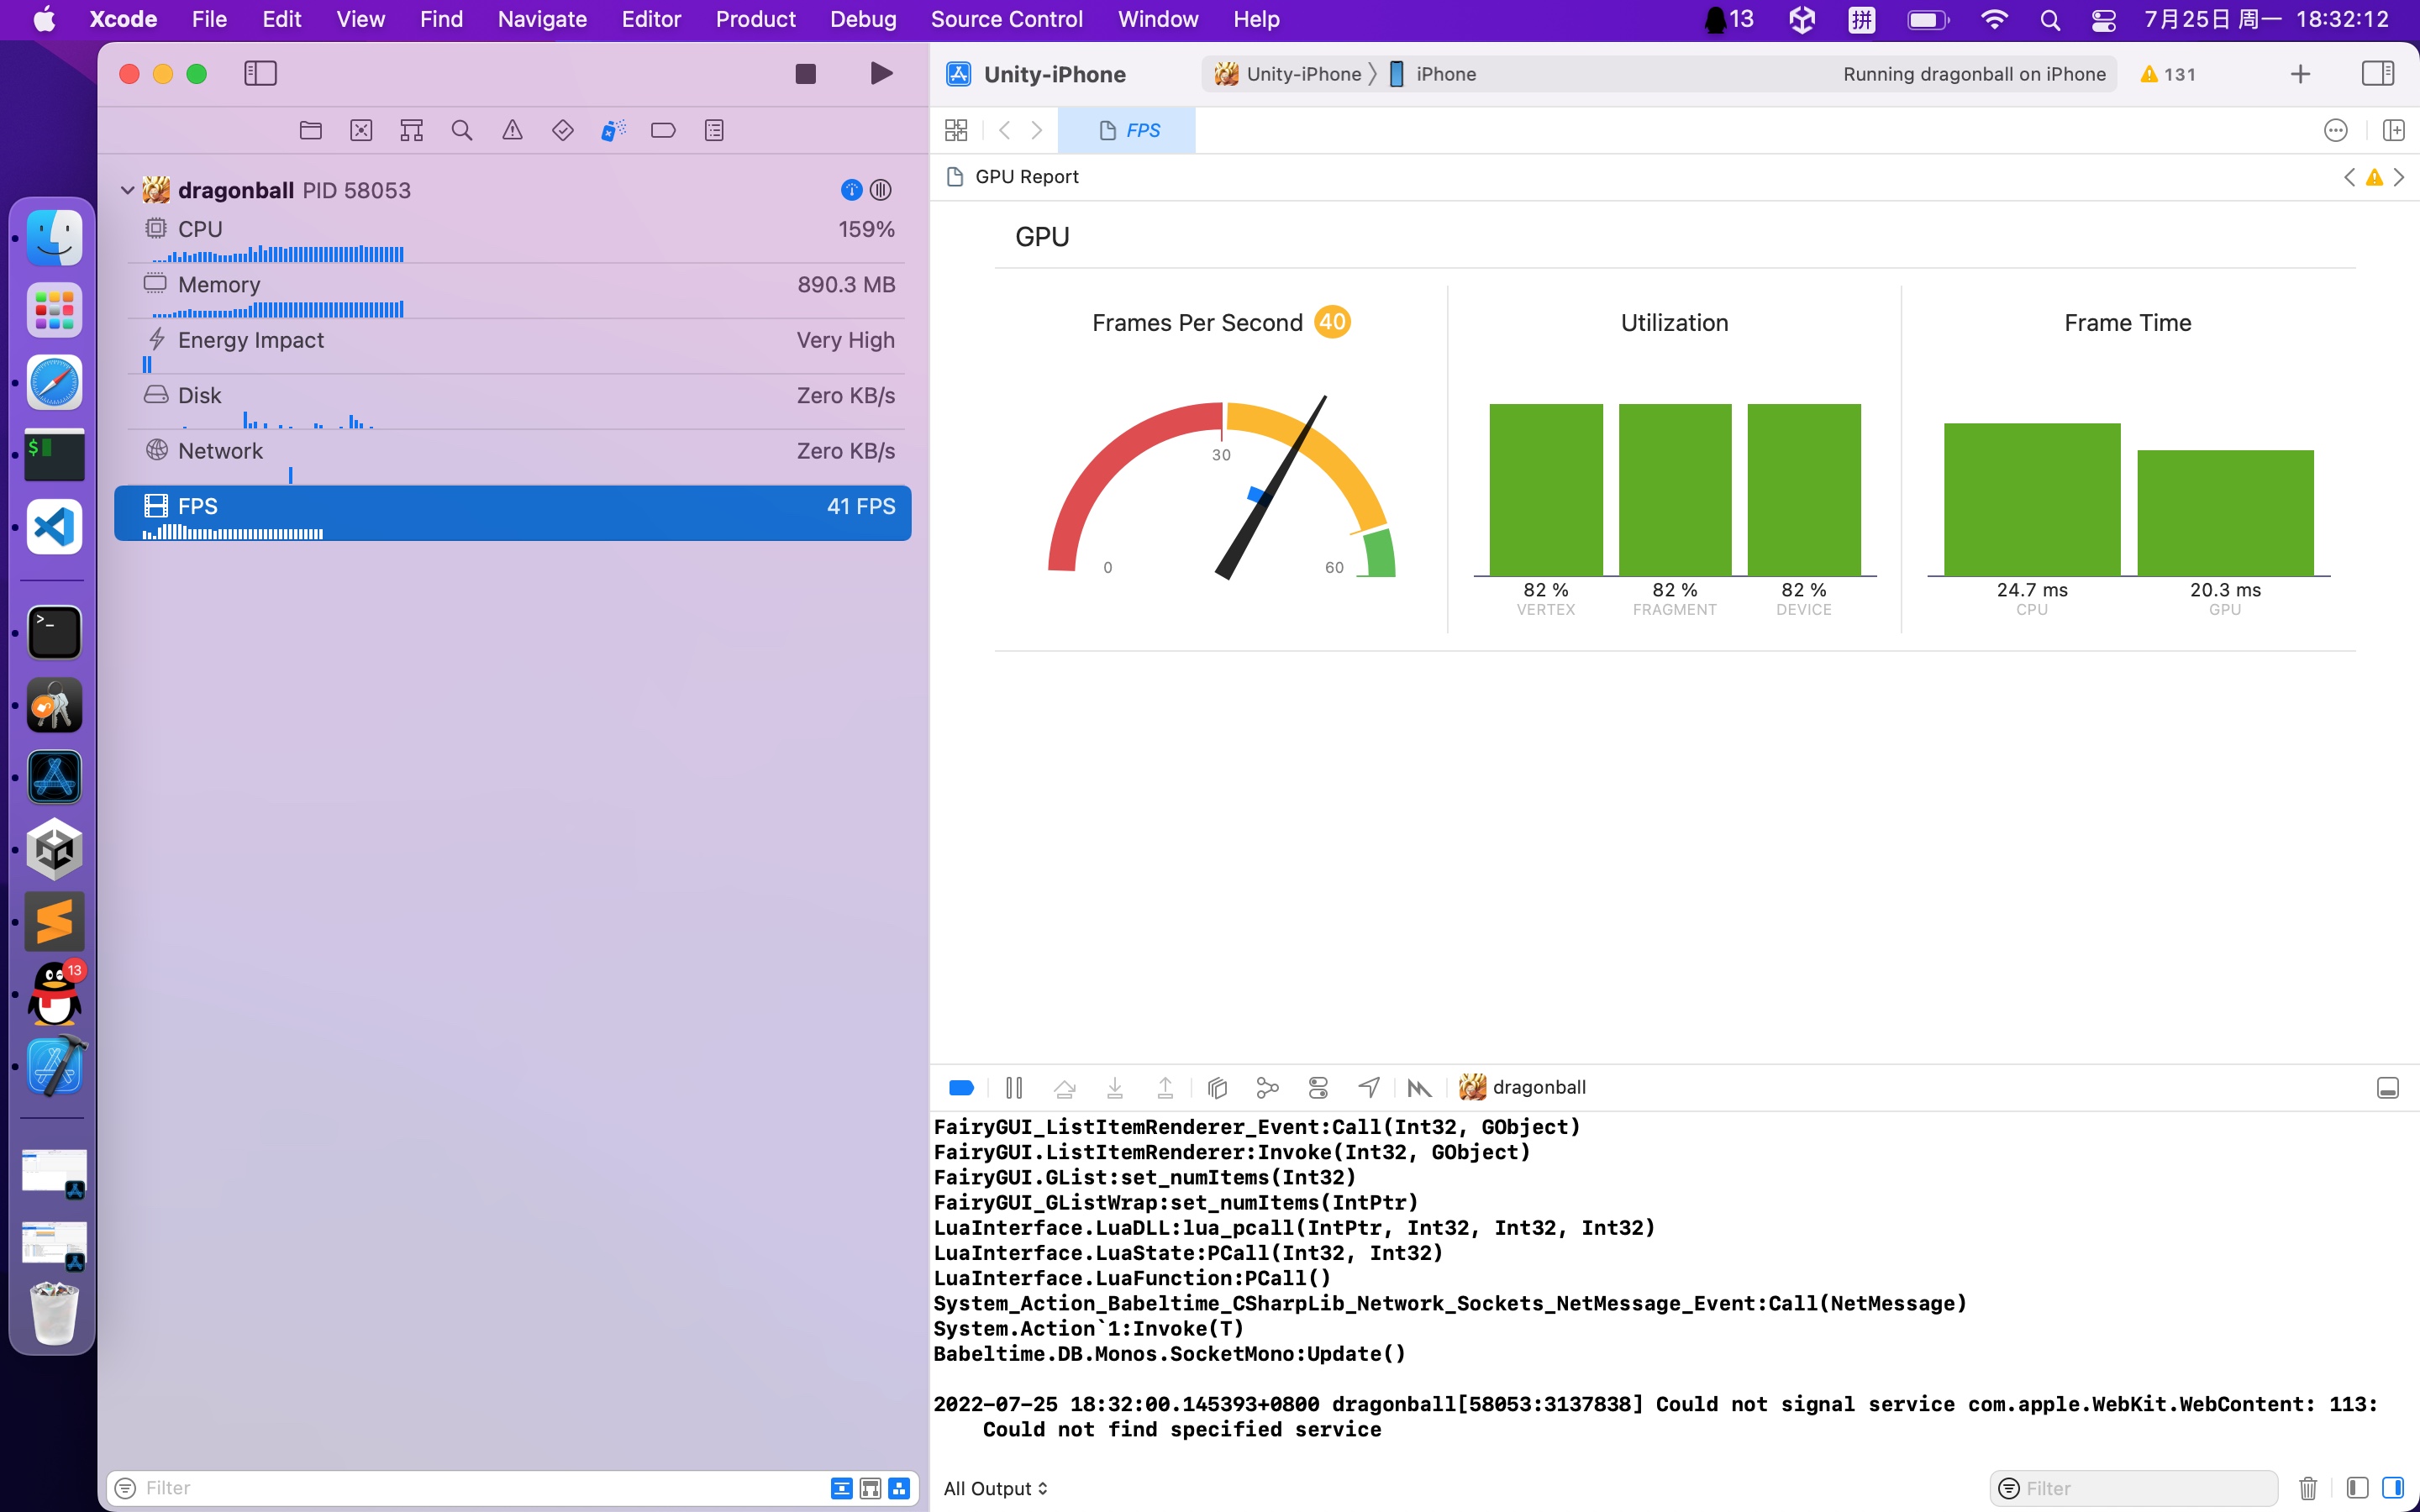 Xcode File Edit View Find Navigate Editor Product Debug Source Control Window Help 13 拼 7月25日 周一 18:32:12
Unity-iPhone Unity-iPhone iPhone Running dragonball on iPhone 131
FPS
GPU Report
dragonball PID 58053
CPU 159%
Memory 890.3 MB
Energy Impact Very High
Disk Zero KB/s
Network Zero KB/s
FPS 41 FPS
Filter
GPU
Frames Per Second 40
30
0
60
Utilization
82 % 82 % 82 %
VERTEX FRAGMENT DEVICE
Frame Time
24.7 ms 20.3 ms
CPU GPU
$
>_
13
dragonball
FairyGUI_ListItemRenderer_Event:Call(Int32, GObject)
FairyGUI.ListItemRenderer:Invoke(Int32, GObject)
FairyGUI.GList:set_numItems(Int32)
FairyGUI_GListWrap:set_numItems(IntPtr)
LuaInterface.LuaDLL:lua_pcall(IntPtr, Int32, Int32, Int32)
LuaInterface.LuaState:PCall(Int32, Int32)
LuaInterface.LuaFunction:PCall()
System_Action_Babeltime_CSharpLib_Network_Sockets_NetMessage_Event:Call(NetMessage)
System.Action`1:Invoke(T)
Babeltime.DB.Monos.SocketMono:Update()
2022-07-25 18:32:00.145393+0800 dragonball[58053:3137838] Could not signal service com.apple.WebKit.WebContent: 113:
Could not find specified service
All Output Filter